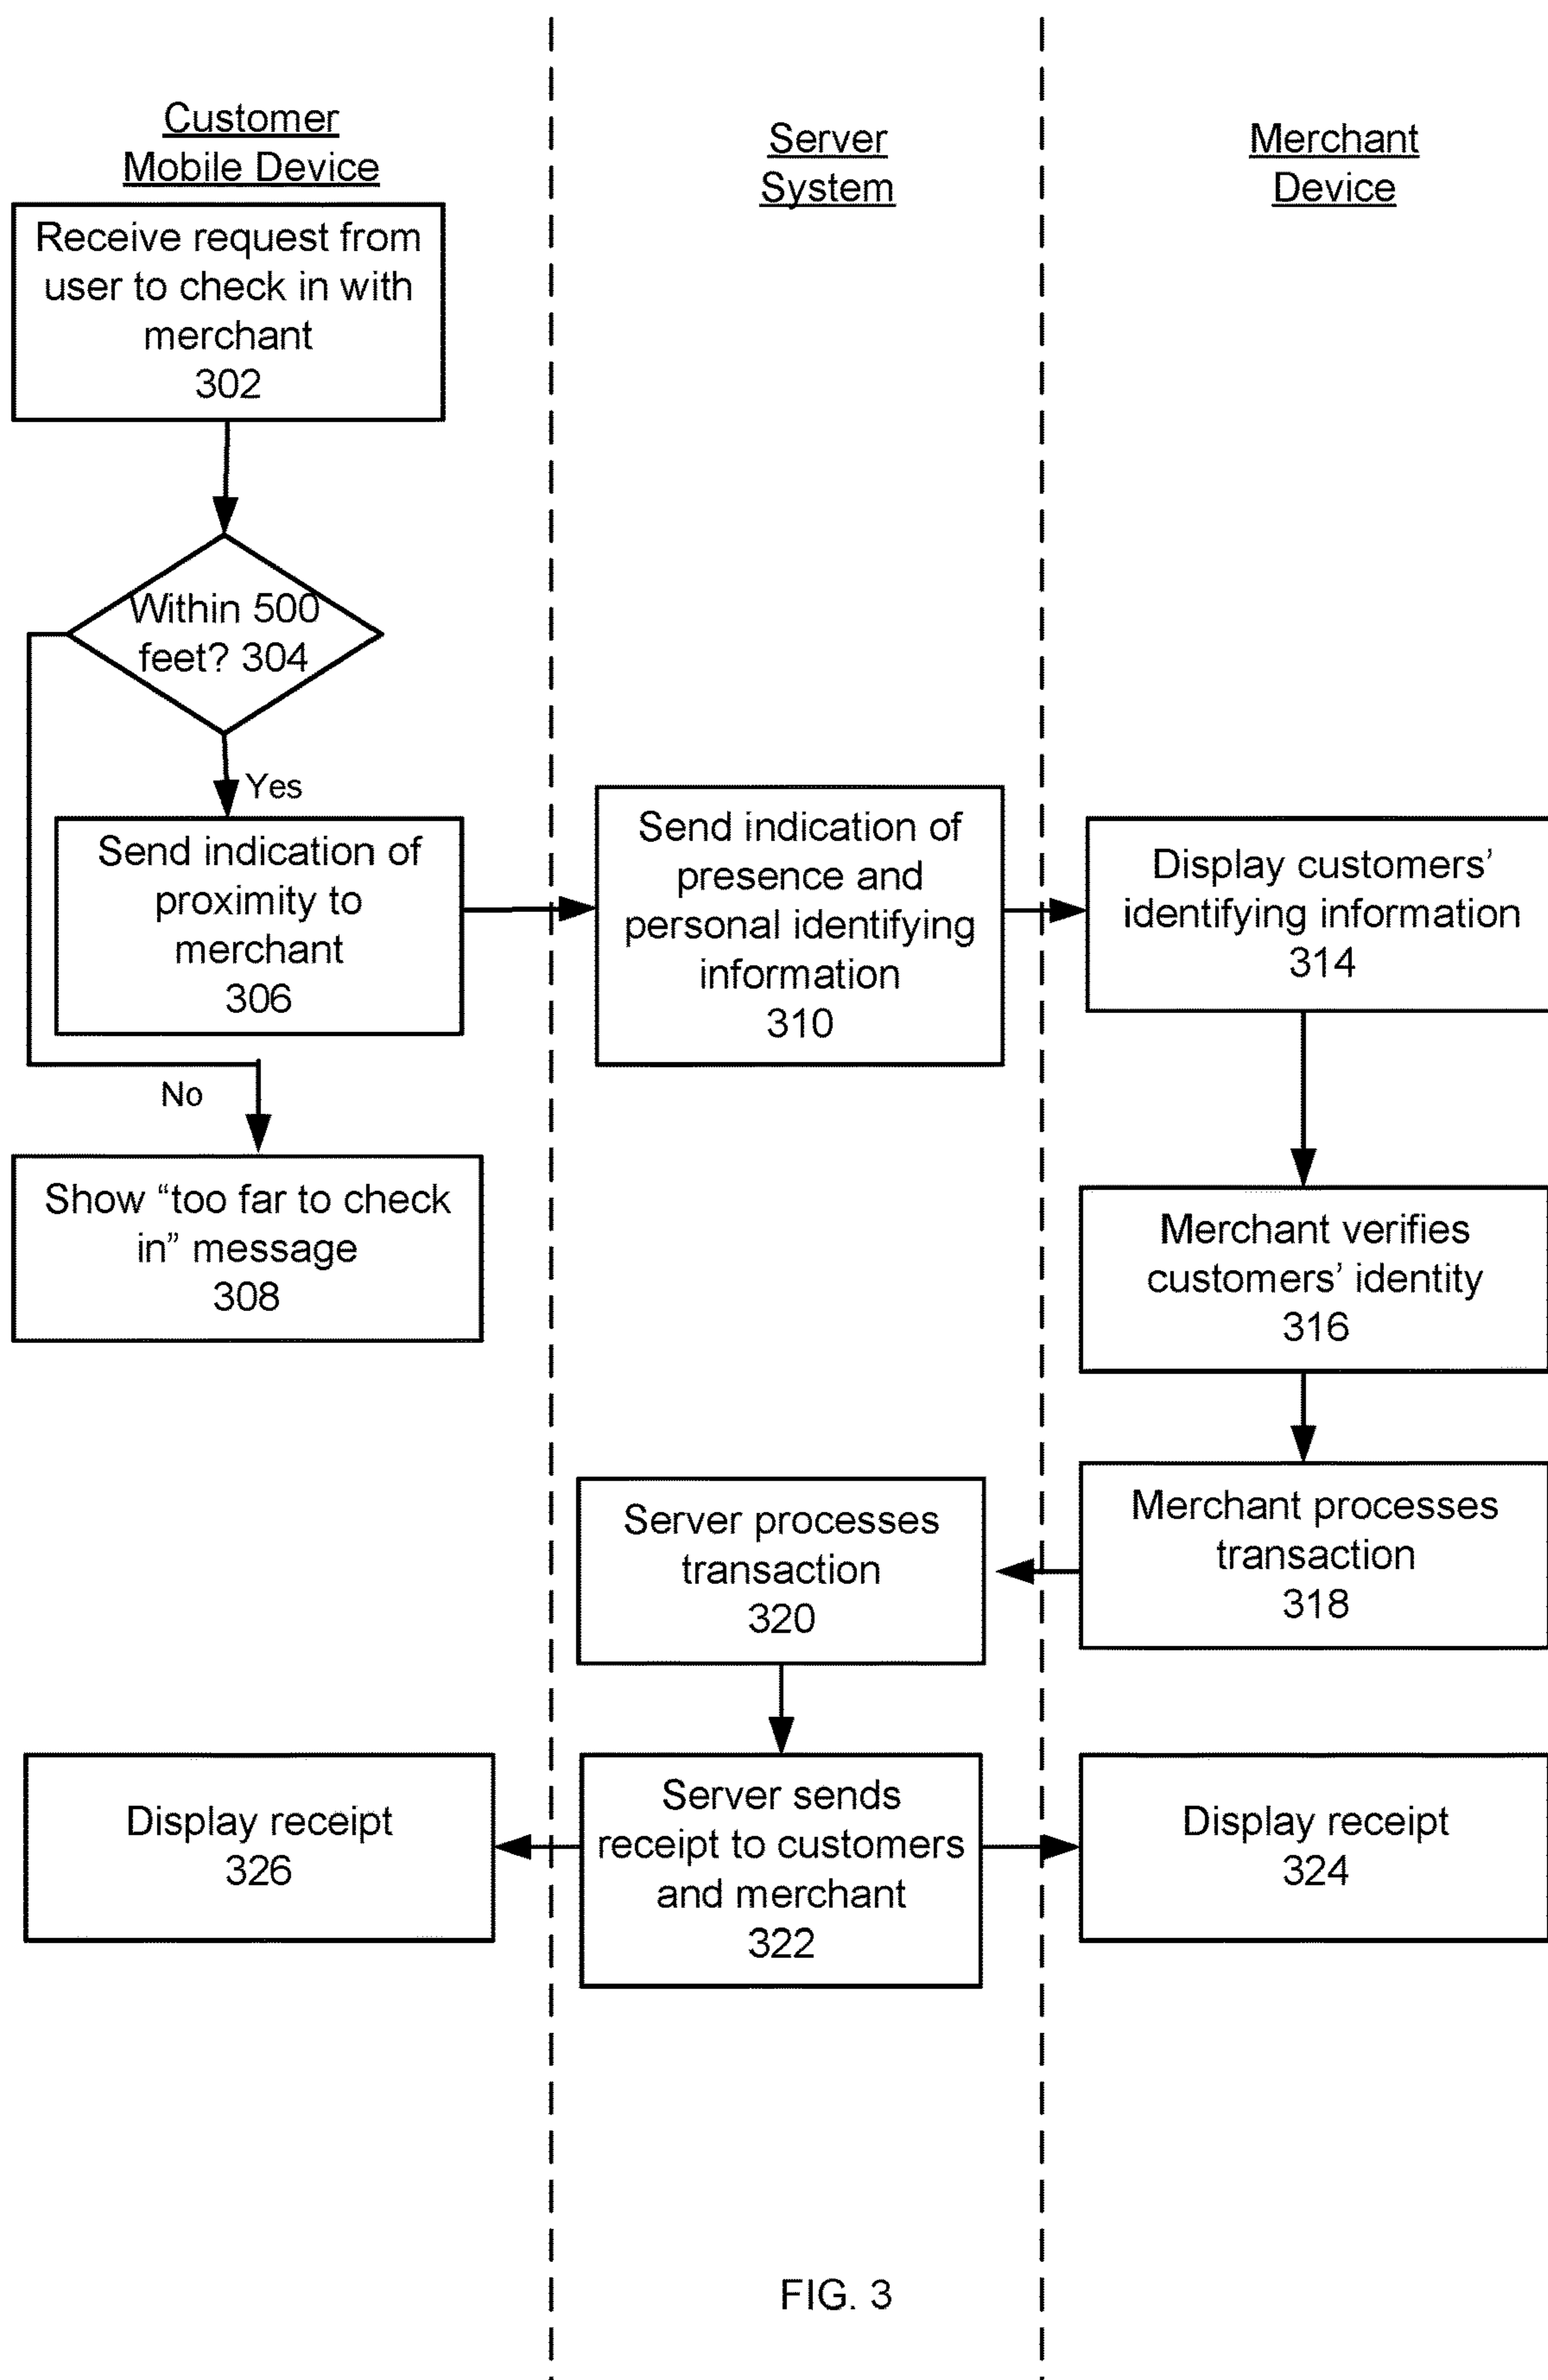 Customer
Mobile Device
Server
System
Merchant
Device
Receive request from
user to check in with
merchant
302
Within 500
feet? 304
Yes
Send indication of
proximity to
merchant
306
No
Show “too far to check
in” message
308
Send indication of
presence and
personal identifying
information
310
Display customers’
identifying information
314
Merchant verifies
customers’ identity
316
Merchant processes
transaction
318
Server processes
transaction
320
Server sends
receipt to customers
and merchant
322
Display receipt
326
Display receipt
324
FIG. 3